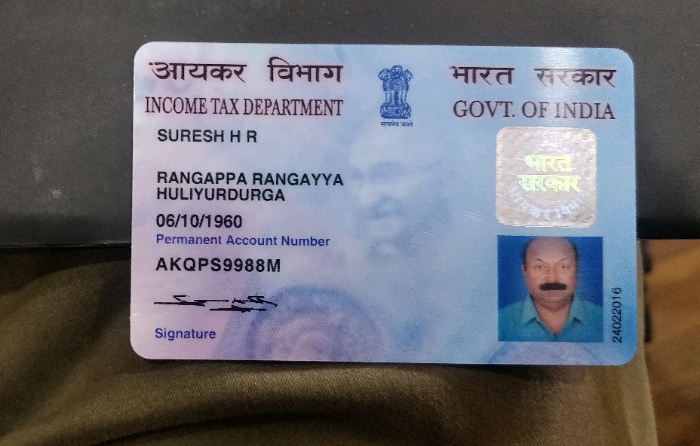 आयकर विभाग
भारत सरकार
INCOME TAX DEPARTMENT
GOVT. OF INDIA
SURESH H R
RANGAPPA RANGAYYA
HULIYURDURGA
06/10/1960
Permanent Account Number
AKQPS9988M
Signature
सत्यमेव जयते
भारत
सरकार
24022016